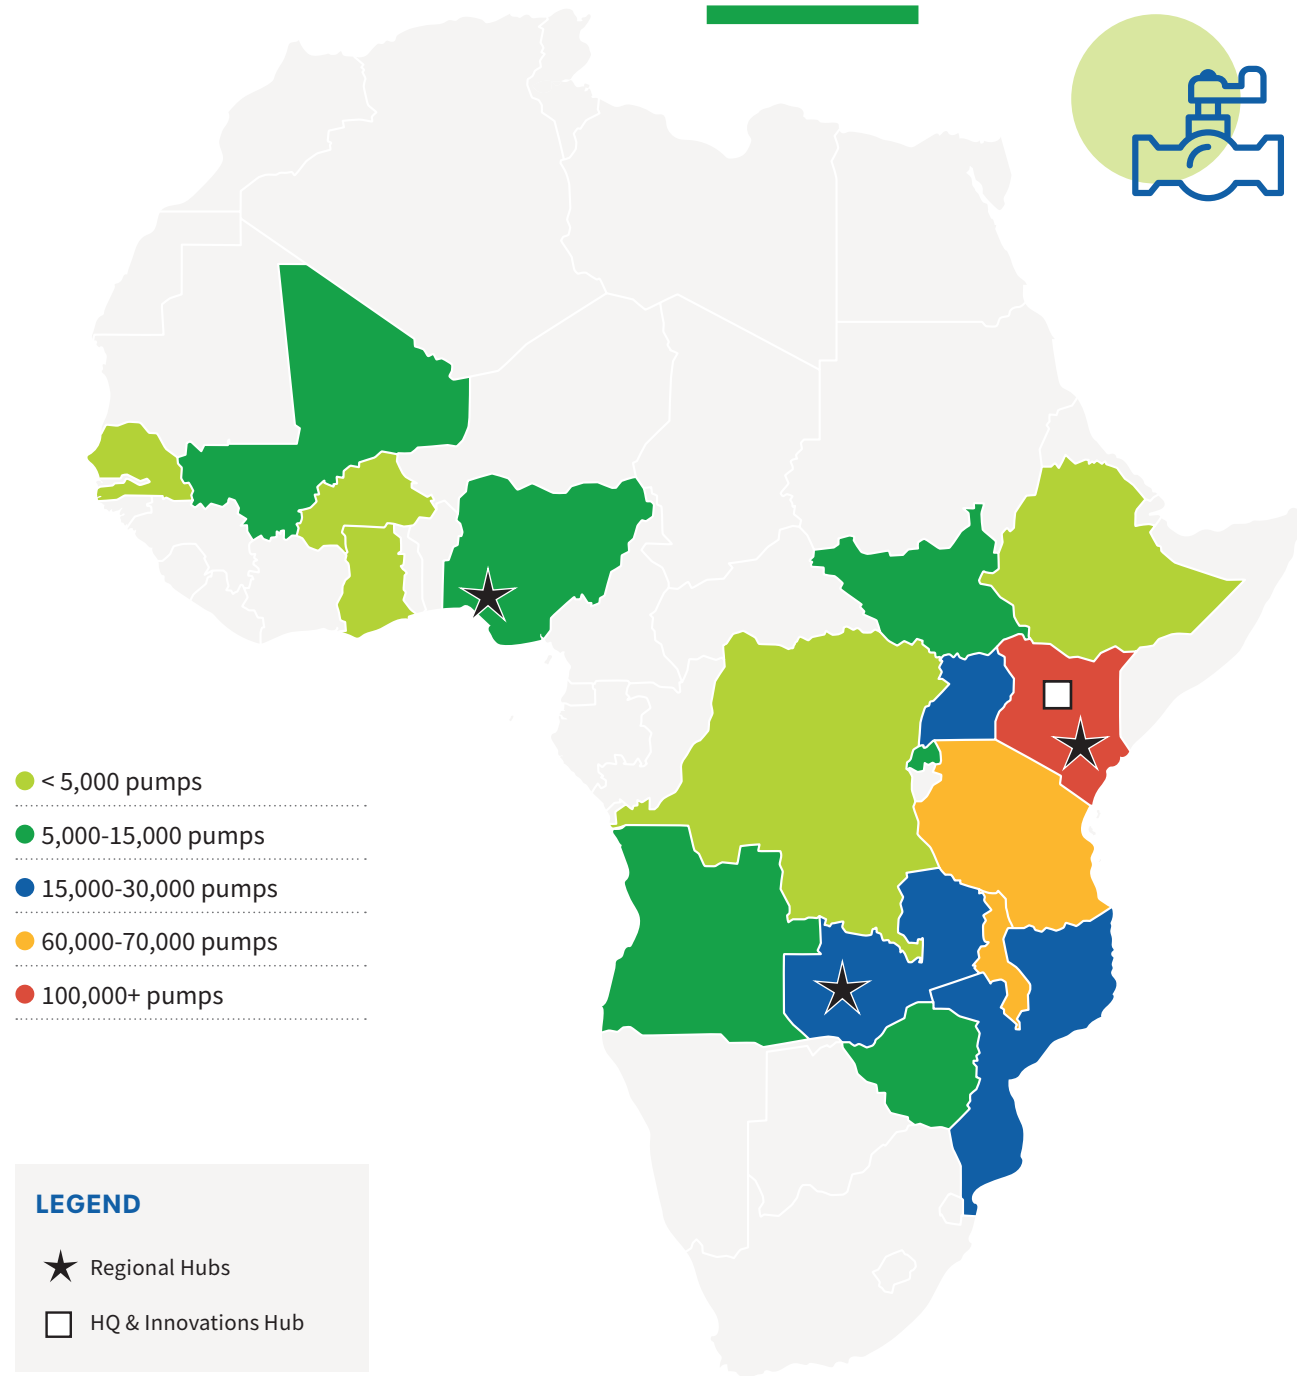 < 5,000 pumps
5,000-15,000 pumps
15,000-30,000 pumps
60,000-70,000 pumps
100,000+ pumps
LEGEND
Regional Hubs
HQ & Innovations Hub